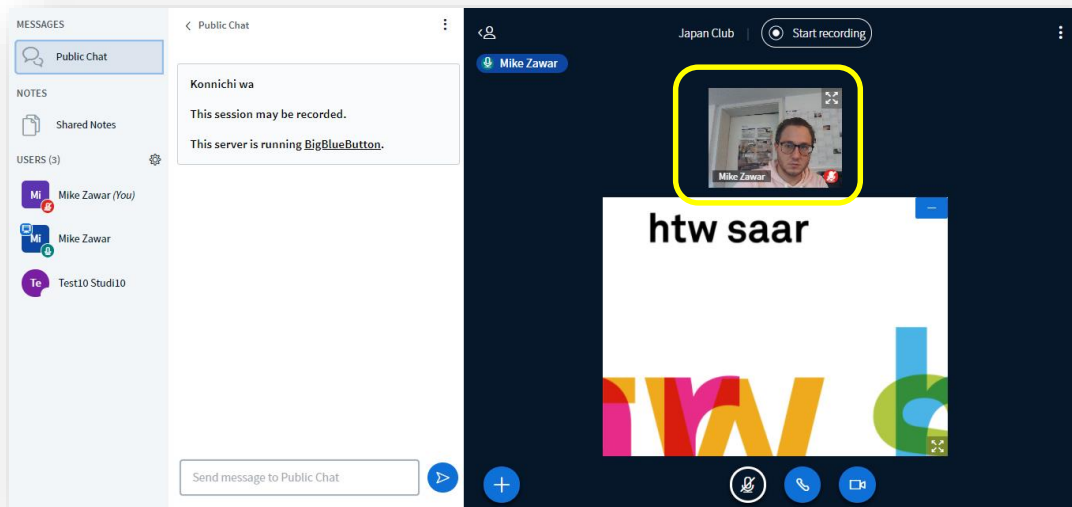 MESSAGES
Public Chat
NOTES
Shared Notes
USERS (3)
Mi Mike Zawar (You)
Mi Mike Zawar
Te Test10 Studi10
Public Chat
Konnichi wa
This session may be recorded.
This server is running BigBlueButton.
Send message to Public Chat
Japan Club
Start recording
Mike Zawar
Mike Zawar
htw saar